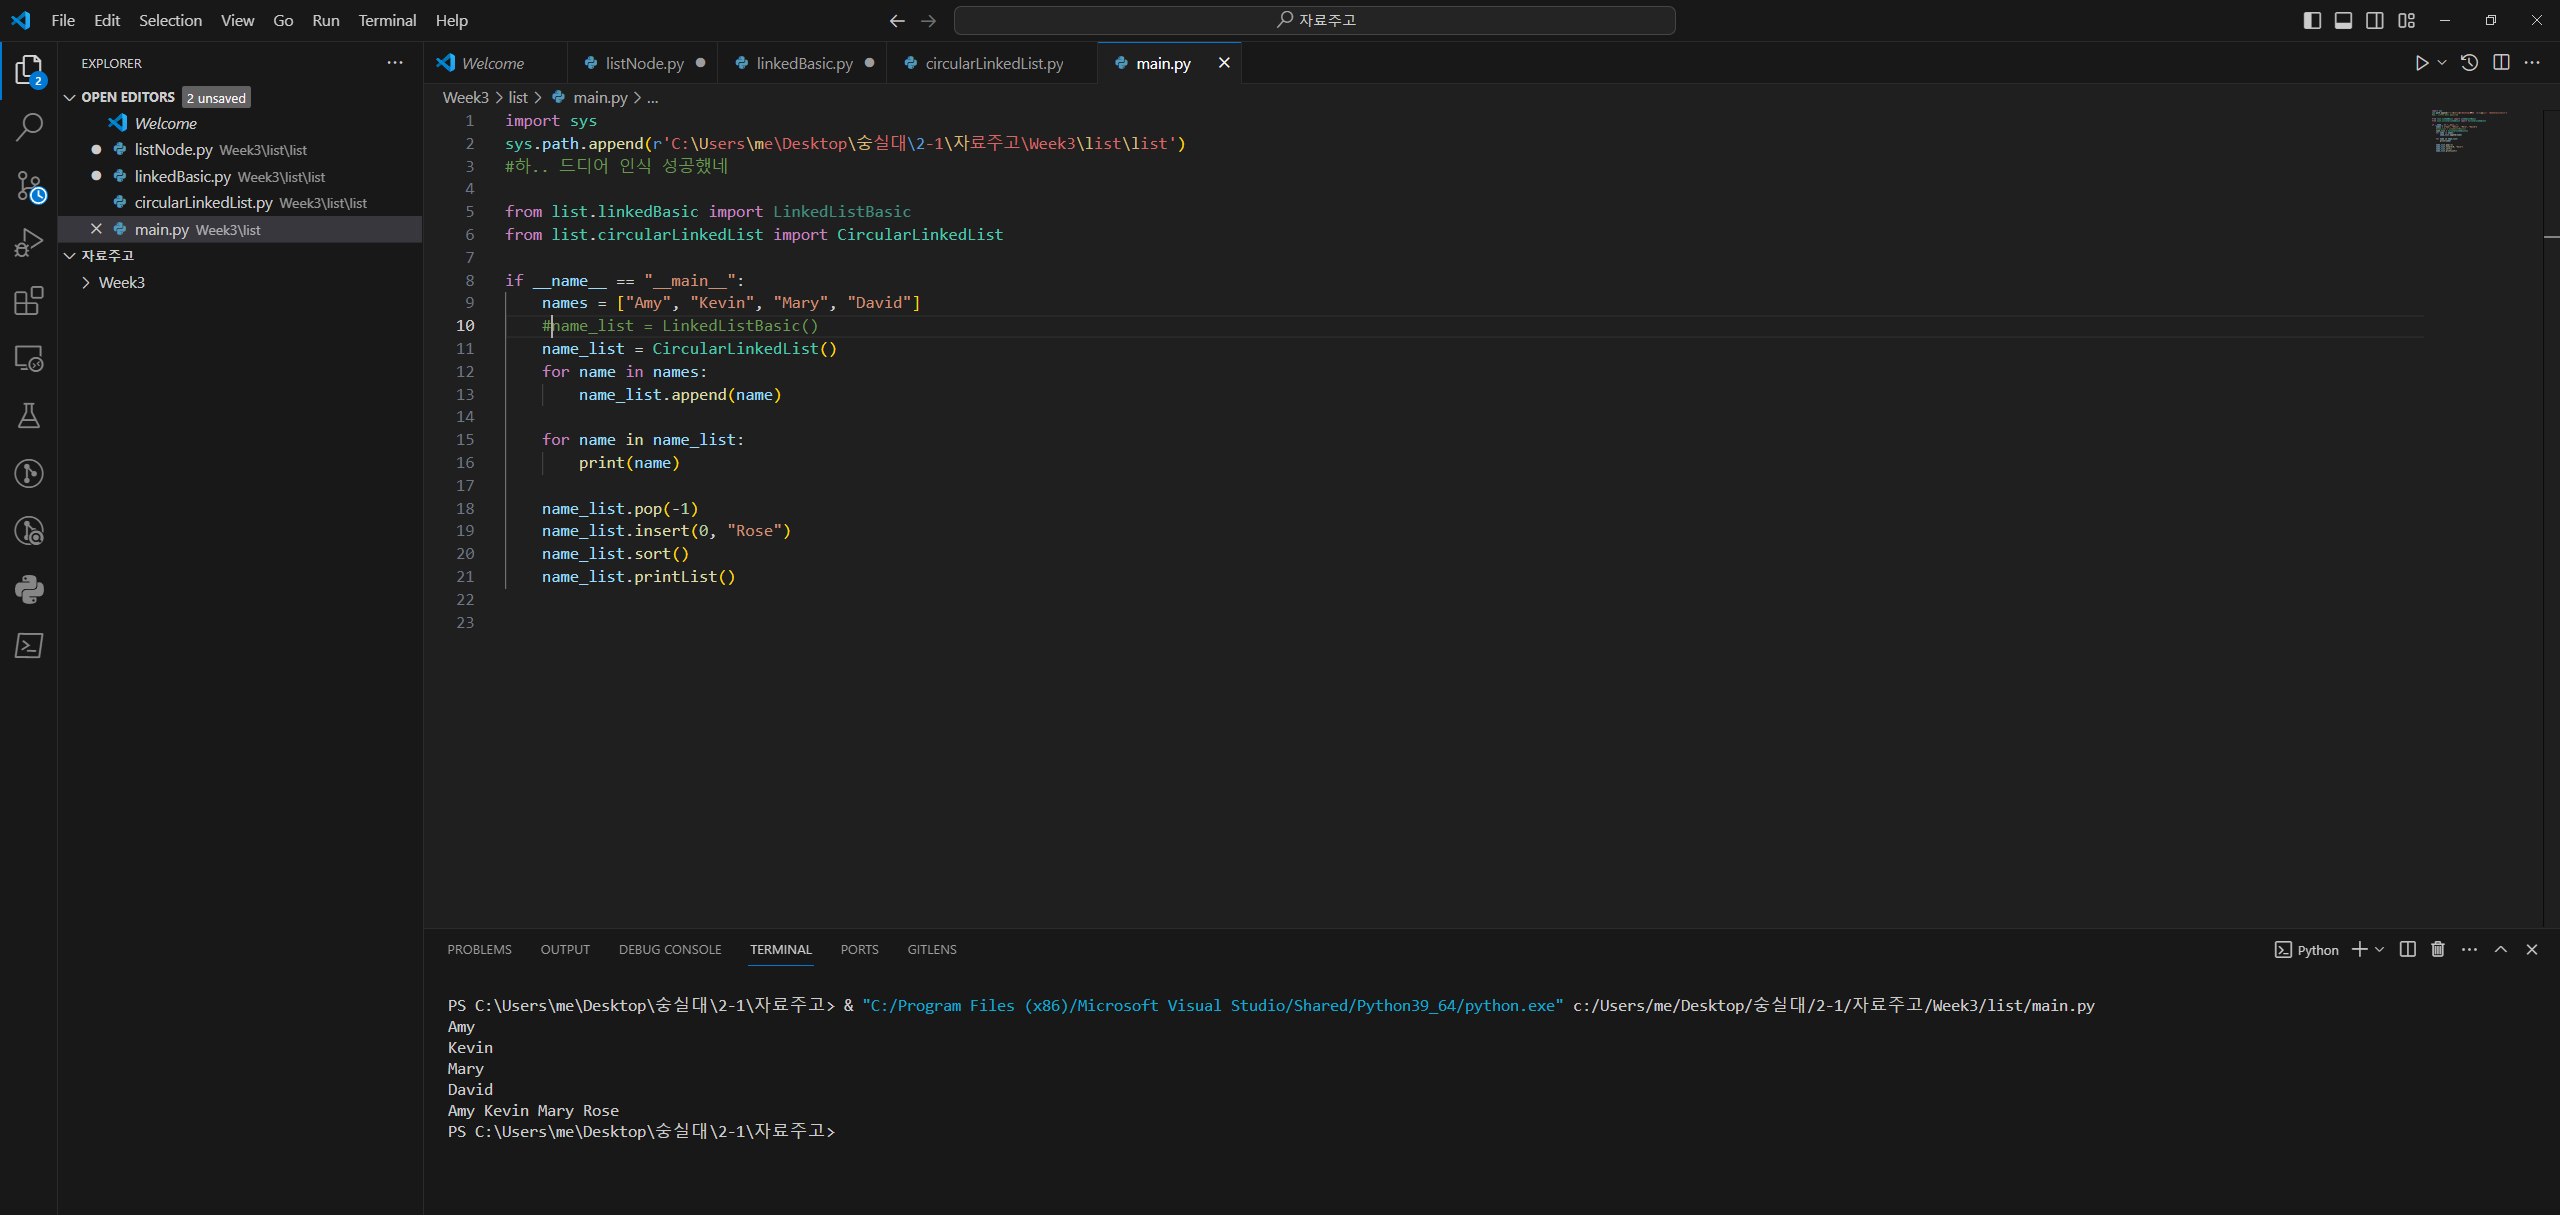 File Edit Selection View Go Run Terminal Help
자료주고
EXPLORER
OPEN EDITORS 2 unsaved
Welcome
listNode.py Week3\list\list
linkedBasic.py Week3\list\list
circularLinkedList.py Week3\list\list
main.py Week3\list
자료주고
Week3
2
Welcome listNode.py linkedBasic.py circularLinkedList.py main.py
Week3 > list > main.py > ...
1 import sys
2 sys.path.append(r'C:\Users\me\Desktop\숭실대\2-1\자료주고\Week3\list\list')
3 #하.. 드디어 인식 성공했네
4
5 from list.linkedBasic import LinkedListBasic
6 from list.circularLinkedList import CircularLinkedList
7
8 if __name__ == "__main__":
9 names = ["Amy", "Kevin", "Mary", "David"]
10 #name_list = LinkedListBasic()
11 name_list = CircularLinkedList()
12 for name in names:
13 name_list.append(name)
14
15 for name in name_list:
16 print(name)
17
18 name_list.pop(-1)
19 name_list.insert(0, "Rose")
20 name_list.sort()
21 name_list.printList()
22
23
PROBLEMS OUTPUT DEBUG CONSOLE TERMINAL PORTS GITLENS
Python
PS C:\Users\me\Desktop\숭실대\2-1\자료주고> & "C:/Program Files (x86)/Microsoft Visual Studio/Shared/Python39_64/python.exe" c:/Users/me/Desktop/숭실대/2-1/자료주고/Week3/list/main.py
Amy
Kevin
Mary
David
Amy Kevin Mary Rose
PS C:\Users\me\Desktop\숭실대\2-1\자료주고>